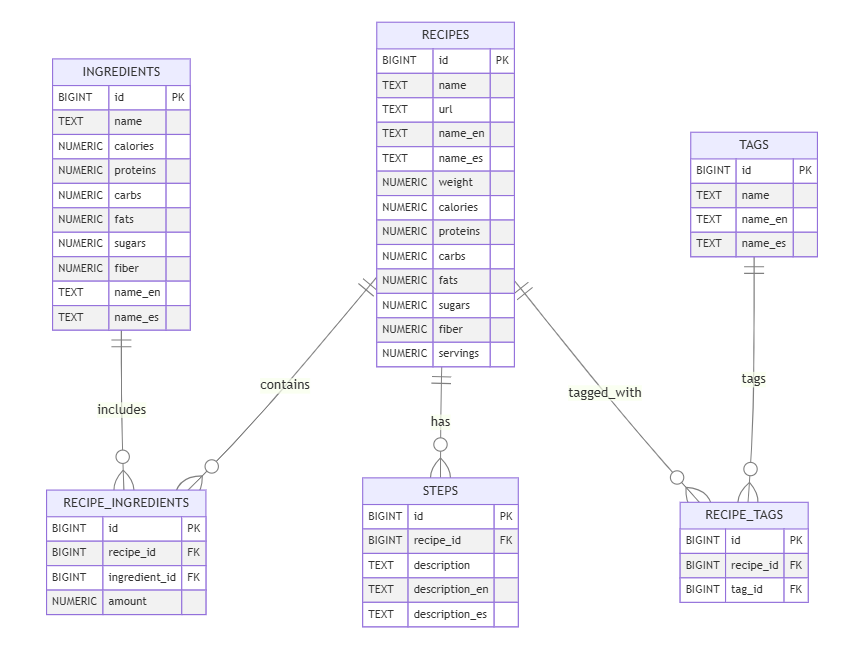 RECIPES
BIGINT id PK
TEXT name
TEXT url
TEXT name_en
TEXT name_es
NUMERIC weight
NUMERIC calories
NUMERIC proteins
NUMERIC carbs
NUMERIC fats
NUMERIC sugars
NUMERIC fiber
NUMERIC servings
INGREDIENTS
BIGINT id PK
TEXT name
NUMERIC calories
NUMERIC proteins
NUMERIC carbs
NUMERIC fats
NUMERIC sugars
NUMERIC fiber
TEXT name_en
TEXT name_es
TAGS
BIGINT id PK
TEXT name
TEXT name_en
TEXT name_es
includes
contains
has
tagged_with
tags
RECIPE_INGREDIENTS
BIGINT id PK
BIGINT recipe_id FK
BIGINT ingredient_id FK
NUMERIC amount
STEPS
BIGINT id PK
BIGINT recipe_id FK
TEXT description
TEXT description_en
TEXT description_es
RECIPE_TAGS
BIGINT id PK
BIGINT recipe_id FK
BIGINT tag_id FK